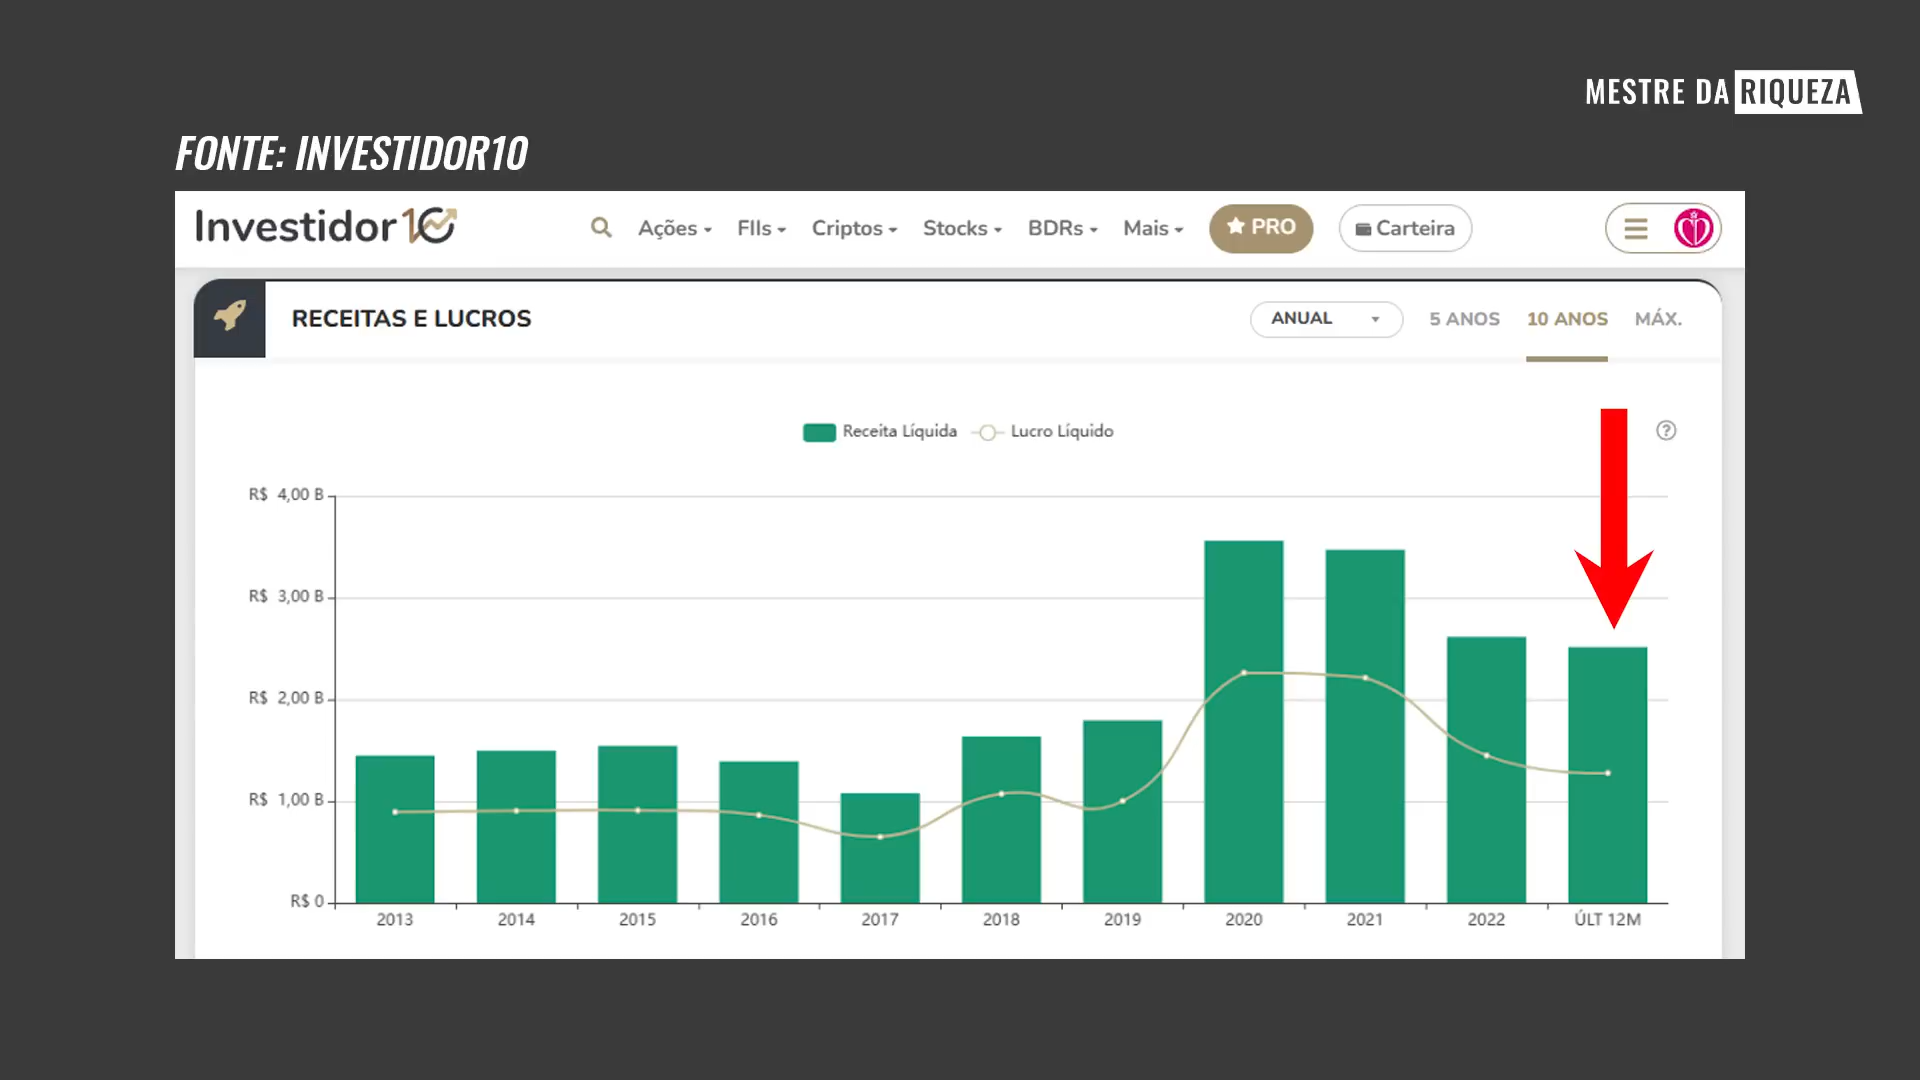 MESTRE DA RIQUEZA
FONTE: INVESTIDOR10
Investidor 10
Ações
FIIs
Criptos
Stocks
BDRs
Mais
PRO
Carteira
RECEITAS E LUCROS
ANUAL
5 ANOS
10 ANOS
MÁX.
Receita Líquida
Lucro Líquido
?
R$ 4,00 B
R$ 3,00 B
R$ 2,00 B
R$ 1,00 B
R$ 0
2013
2014
2015
2016
2017
2018
2019
2020
2021
2022
ÚLT 12M